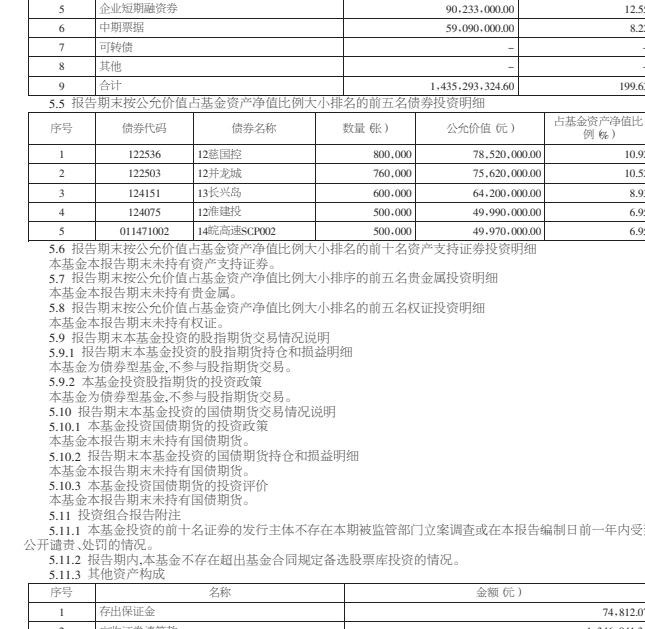 5 企业短期融资券 90,233,000.00 12.5
6 中期票据 59,090,000.00 8.2
7 可转债 –
8 其他 –
9 合计 1,435,293,324.60 199.6
5.5 报告期末按公允价值占基金资产净值比例大小排名的前五名债券投资明细
序号 债券代码 债券名称 数量(张) 公允价值(元) 占基金资产净值比例(%)
1 122536 12慈国控 800,000 78,520,000.00 10.9
2 122503 12并龙城 760,000 75,620,000.00 10.5
3 124151 13长兴岛 600,000 64,200,000.00 8.9
4 124075 12淮建投 500,000 49,990,000.00 6.9
5 011471002 14皖高速SCP002 500,000 49,970,000.00 6.9
5.6 报告期末按公允价值占基金资产净值比例大小排名的前十名资产支持证券投资明细
本基金本报告期末未持有资产支持证券。
5.7 报告期末按公允价值占基金资产净值比例大小排序的前五名贵金属投资明细
本基金本报告期末未持有贵金属。
5.8 报告期末按公允价值占基金资产净值比例大小排名的前五名权证投资明细
本基金本报告期末未持有权证。
5.9 报告期末本基金投资的股指期货交易情况说明
5.9.1 报告期末本基金投资的股指期货持仓和损益明细
本基金为债券型基金,不参与股指期货交易。
5.9.2 本基金投资股指期货的投资政策
本基金为债券型基金,不参与股指期货交易。
5.10 报告期末本基金投资的国债期货交易情况说明
5.10.1 本基金投资国债期货的投资政策
本基金本报告期末未持有国债期货。
5.10.2 报告期末本基金投资的国债期货持仓和损益明细
本基金本报告期末未持有国债期货。
5.10.3 本基金投资国债期货的投资评价
本基金本报告期末未持有国债期货。
5.11 投资组合报告附注
5.11.1 本基金投资的前十名证券的发行主体不存在本期被监管部门立案调查或在本报告编制日前一年内受
公开谴责、处罚的情况。
5.11.2 报告期内,本基金不存在超出基金合同规定备选股票库投资的情况。
5.11.3 其他资产构成
序号 名称 金额(元)
1 存出保证金 74,812.0